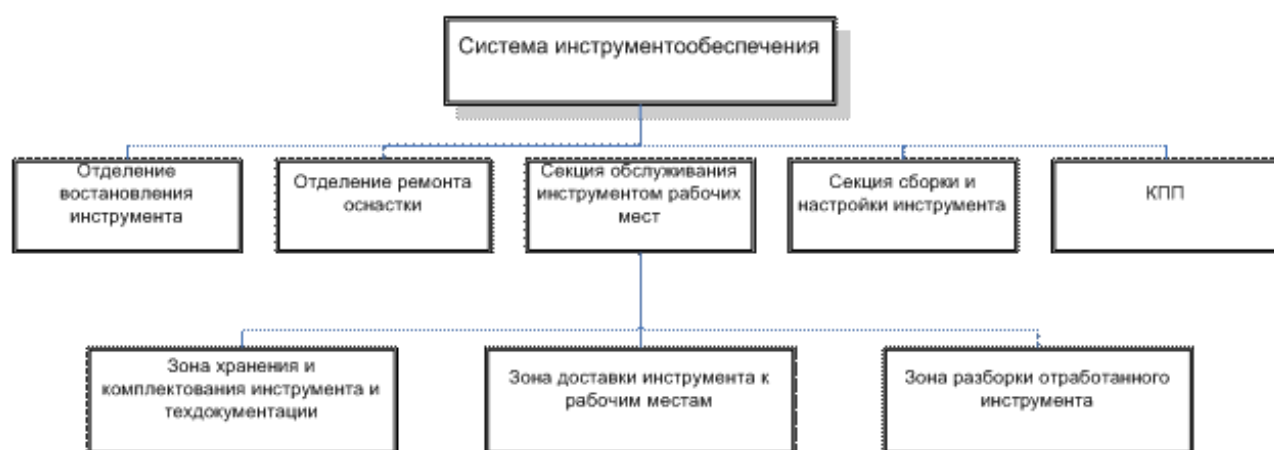 Система инструментообеспечения
Отделение
востановления
инструмента
Отделение ремонта
оснастки
Секция обслуживания
инструментом рабочих
мест
Секция сборки и
настройки инструмента
КПП
Зона хранения и
комплектования инструмента и
техдокументации
Зона доставки инструмента к
рабочим местам
Зона разборки отработанного
инструмента